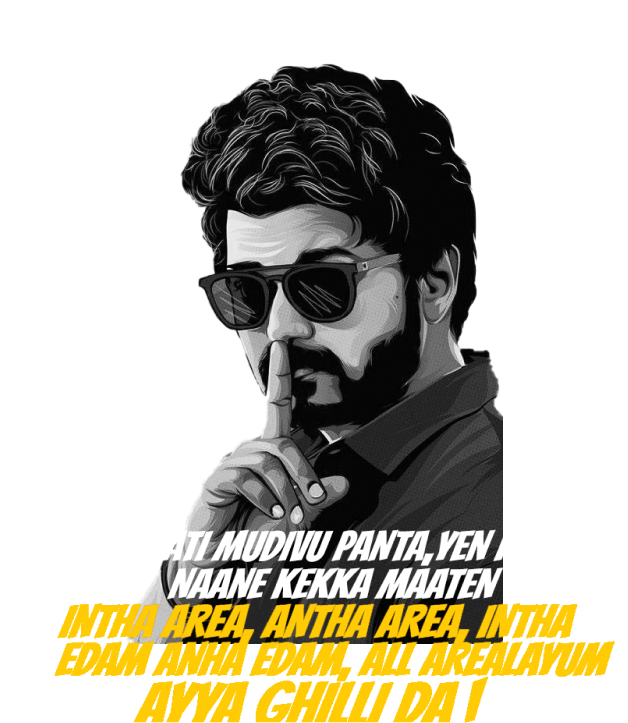 ATI MUDIVU PANTA,YEN
NAANE KEKKA MAATEN
INTHA AREA, ANTHA AREA, INTHA
EDAM ANHA EDAM, ALL AREALAYUM
AYYA GHILLI DA !